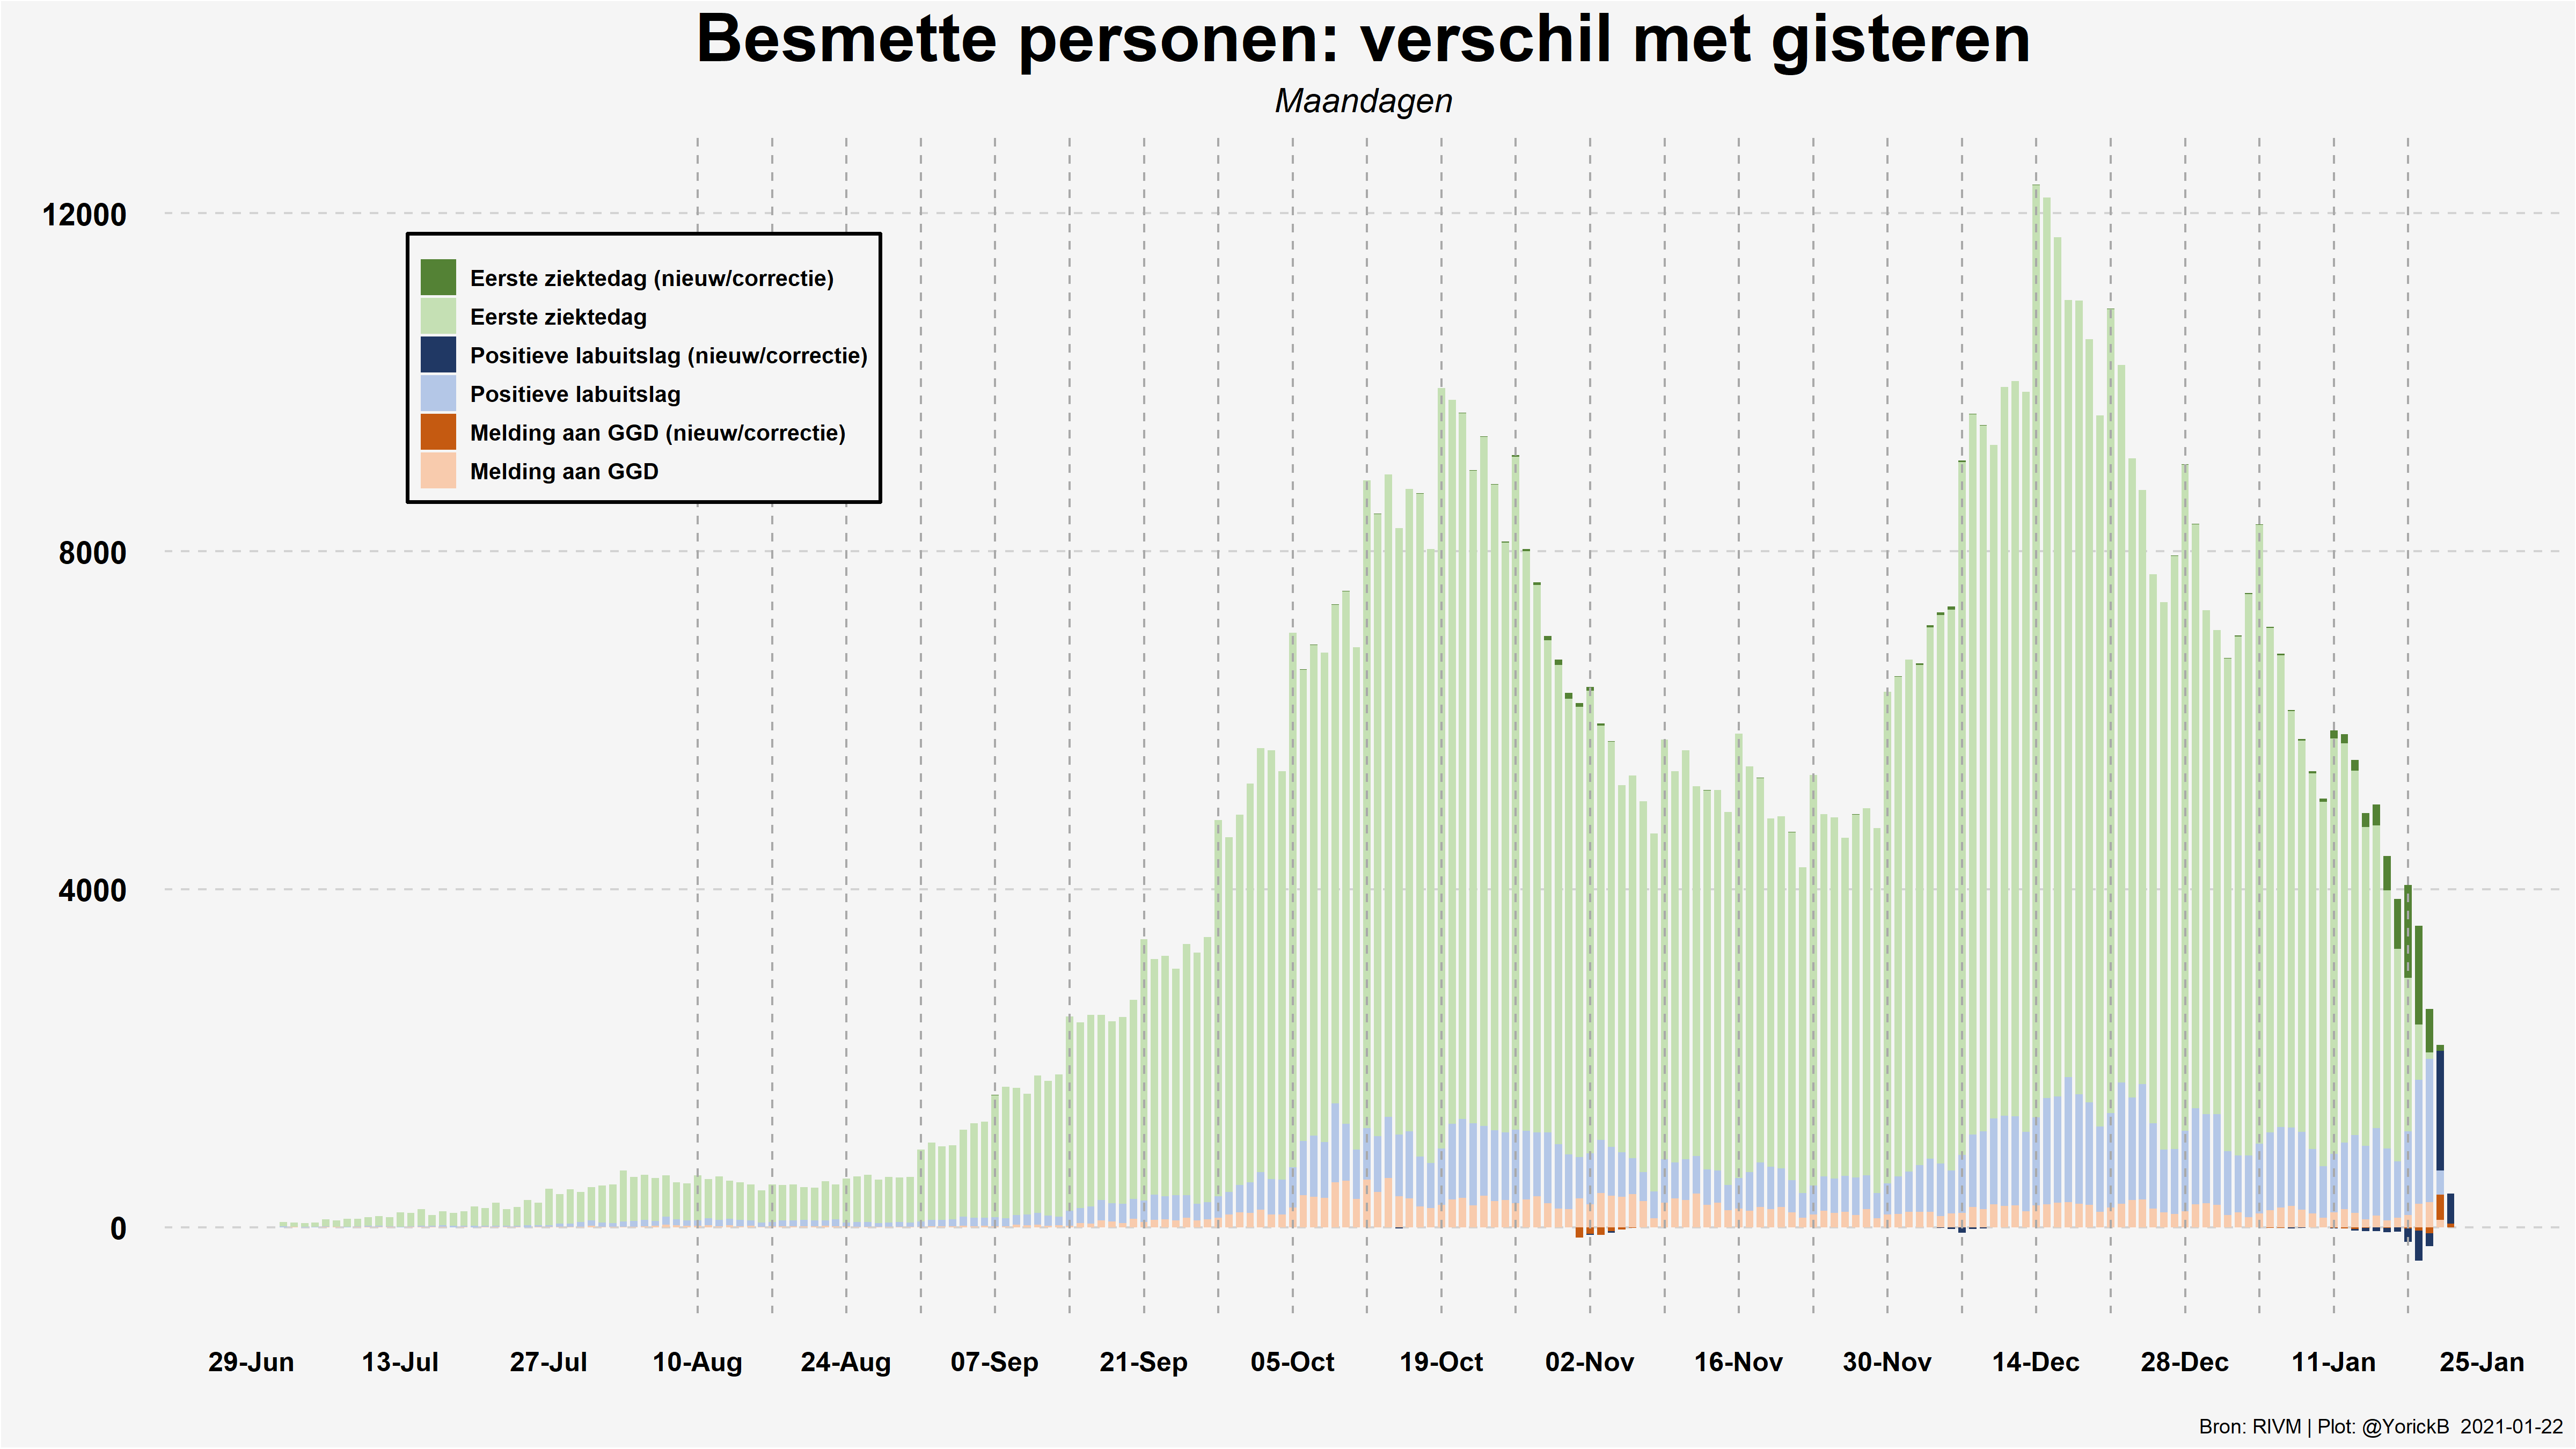 Besmette personen: verschil met gisteren
Maandagen
12000
8000
4000
0
Eerste ziektedag (nieuw/correctie)
Eerste ziektedag
Positieve labuitslag (nieuw/correctie)
Positieve labuitslag
Melding aan GGD (nieuw/correctie)
Melding aan GGD
29-Jun 13-Jul 27-Jul 10-Aug 24-Aug 07-Sep 21-Sep 05-Oct 19-Oct 02-Nov 16-Nov 30-Nov 14-Dec 28-Dec 11-Jan 25-Jan
Bron: RIVM | Plot: @YorickB 2021-01-22